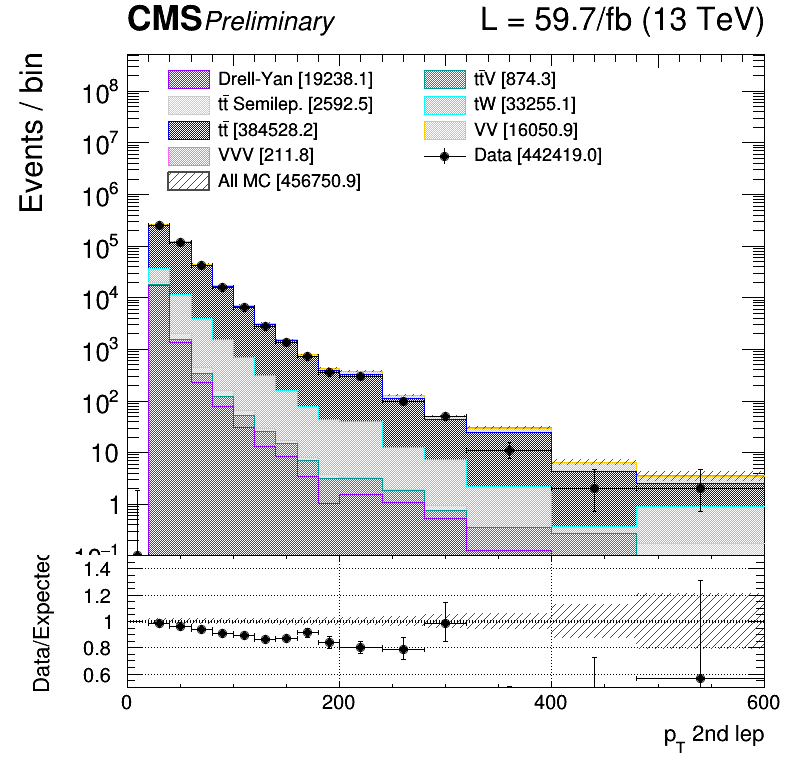 CMS Preliminary L = 59.7/fb (13 TeV)
Events / bin
Drell-Yan [19238.1]
tt̄ Semilep. [2592.5]
tt̄ [384528.2]
VVV [211.8]
All MC [456750.9]
tt̄V [874.3]
tW [33255.1]
VV [16050.9]
Data [442419.0]
10⁸
10⁷
10⁶
10⁵
10⁴
10³
10²
10
1
10⁻¹
Data/Expected
1.4
1.2
1
0.8
0.6
0 200 400 600
p_T 2nd lep